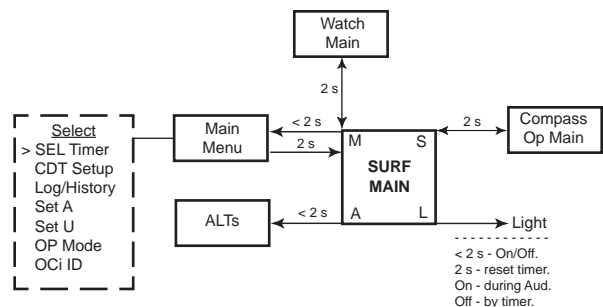 Watch
Main
2 s
Select
> SEL Timer
CDT Setup
Log/History
Set A
Set U
OP Mode
OCi ID
Main
Menu
< 2 s
2 s
M S
SURF
MAIN
A L
2 s
Compass
Op Main
ALTs
< 2 s
Light
< 2 s - On/Off.
2 s - reset timer.
On - during Aud.
Off - by timer.